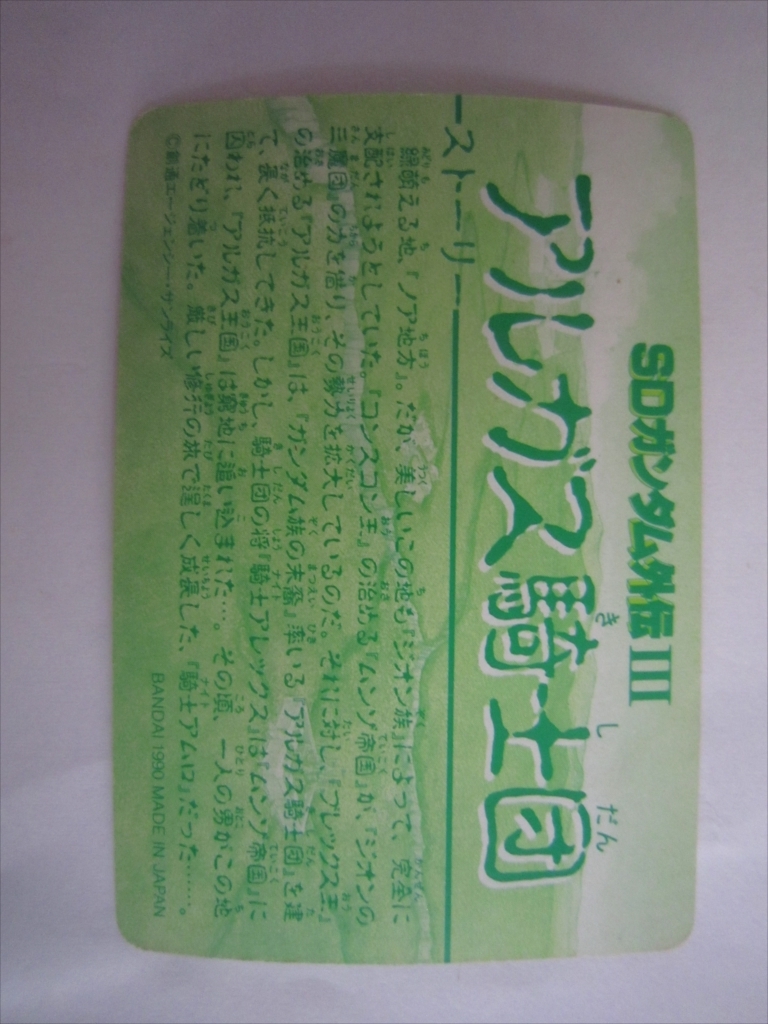 SDガンダム外伝III
アルガス騎士団
きしだん
ストーリー
緑萌える地、『ノア地方』。だが、美しいこの地も『ジオン族』によって、完全に
支配されようとしていた。『コンスコン王』の治める『ムンゾ帝国』が、『ジオンの
三魔団』の力を借り、その勢力を拡大しているのだ。それに対し、『ブレックス王』
の治める『アルガス王国』は、『ガンダム族の末裔』率いる『アルガス騎士団』を建
て、長く抵抗してきた。しかし、騎士団の将『騎士アレックス』は『ムンゾ帝国』に
囚われ、『アルガス王国』は窮地に追い込まれた…。その頃、一人の男がこの地
にたどり着いた。厳しい修行の旅で逞しく成長した、『騎士アムロ』だった……。
©創通エージェンシー・サンライズ
BANDAI 1990 MADE IN JAPAN